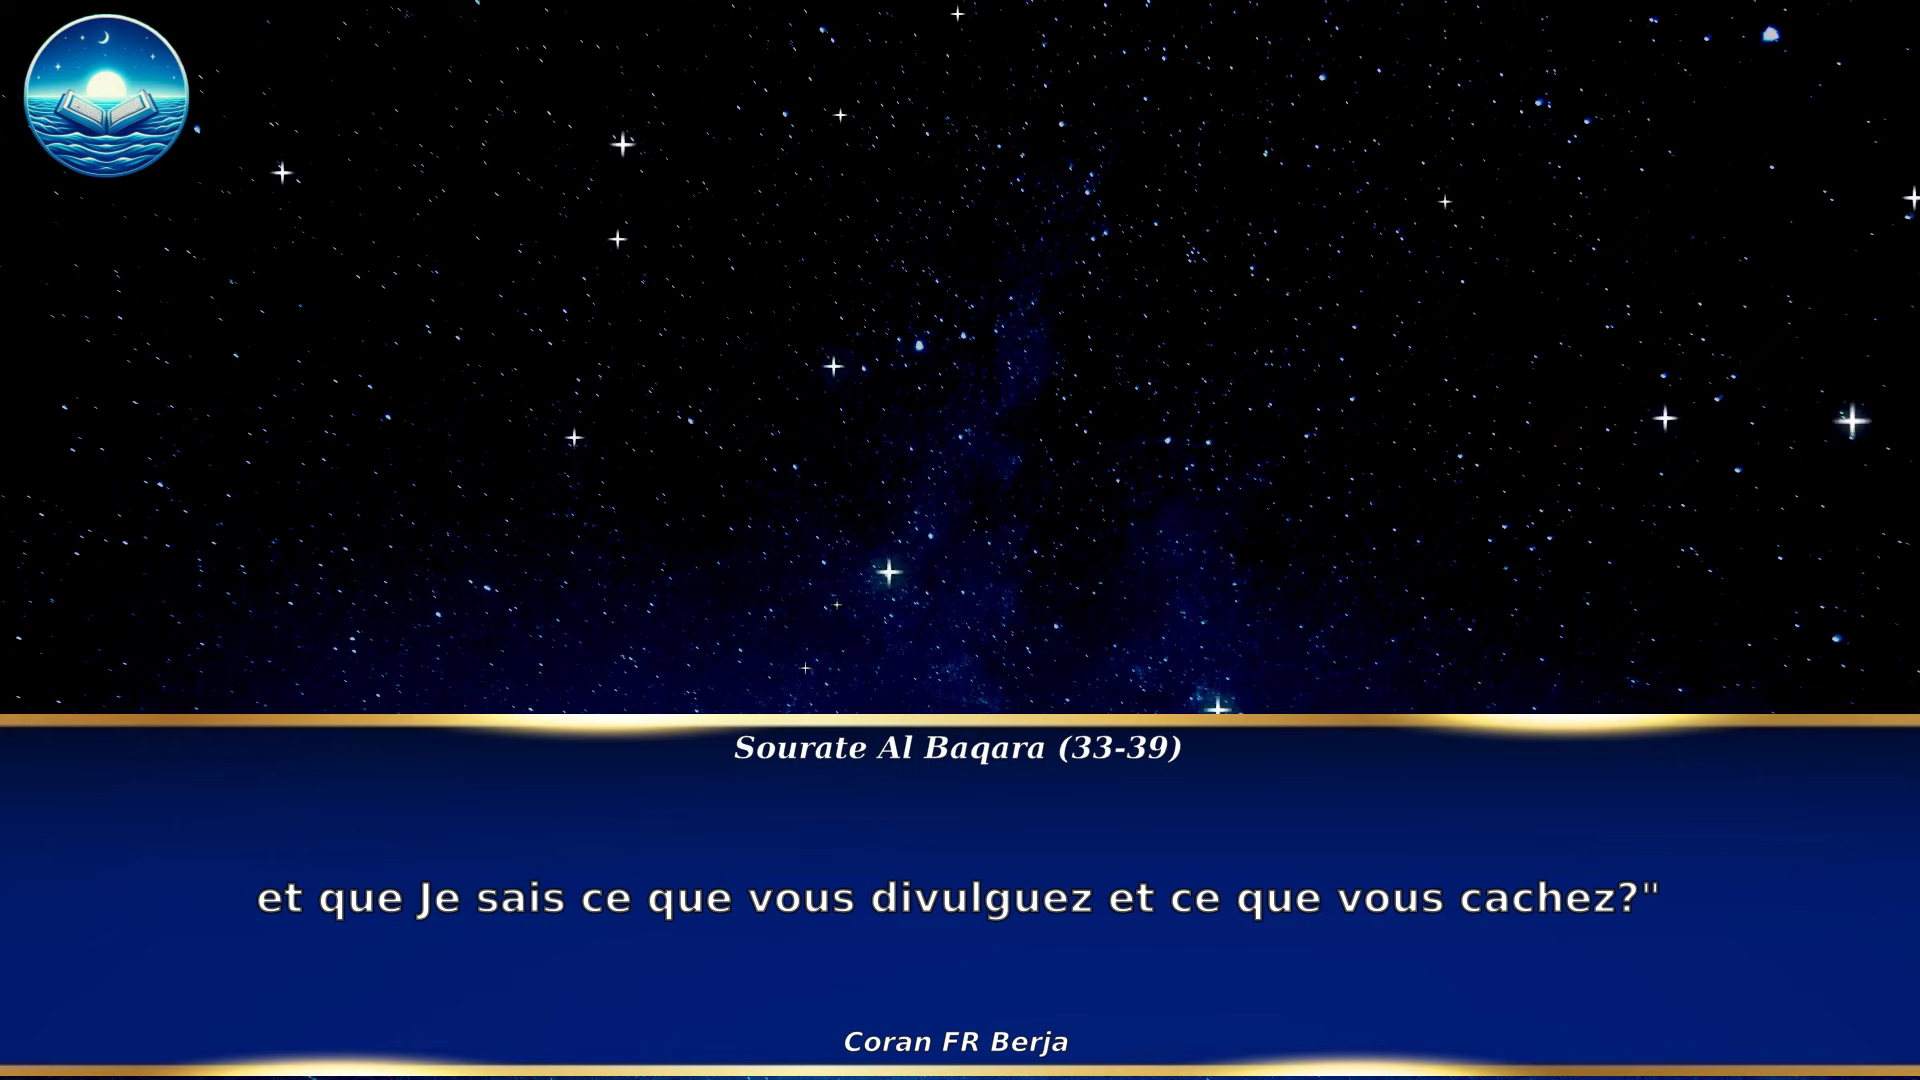 Sourate Al Baqara (33-39)
et que Je sais ce que vous divulguez et ce que vous cachez?"
Coran FR Berja